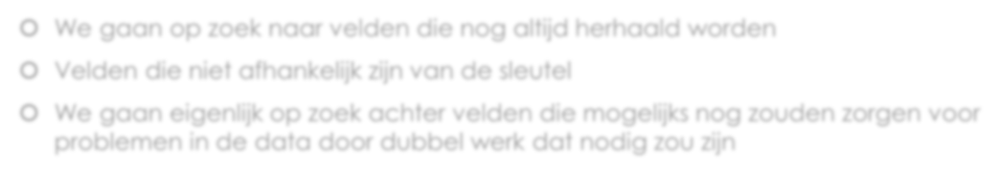 We gaan op zoek naar velden die nog altijd herhaald worden
Velden die niet afhankelijk zijn van de sleutel
We gaan eigenlijk op zoek achter velden die mogelijks nog zouden zorgen voor
problemen in de data door dubbel werk dat nodig zou zijn